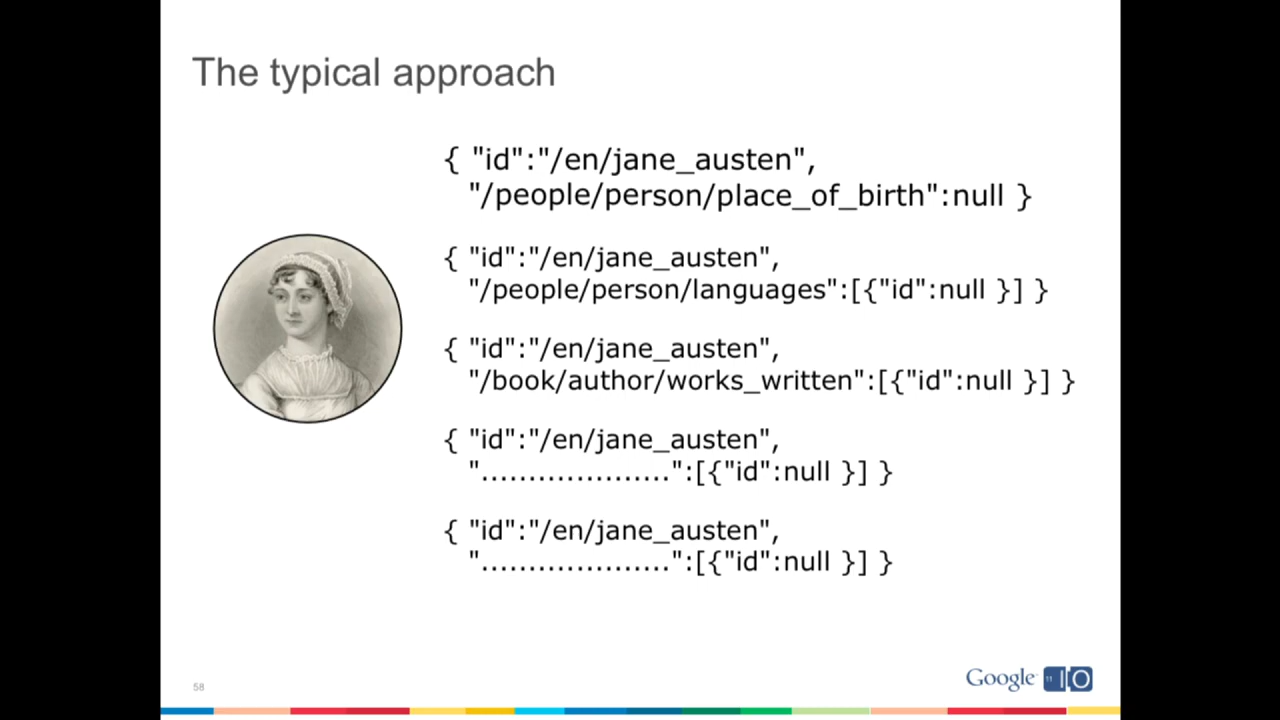 The typical approach
{ "id":"/en/jane_austen",
"/people/person/place_of_birth":null }
{ "id":"/en/jane_austen",
"/people/person/languages":[{"id":null }] }
{ "id":"/en/jane_austen",
"/book/author/works_written":[{"id":null }] }
{ "id":"/en/jane_austen",
".....................":[{"id":null }] }
{ "id":"/en/jane_austen",
".....................":[{"id":null }] }
58
Google "11 IO